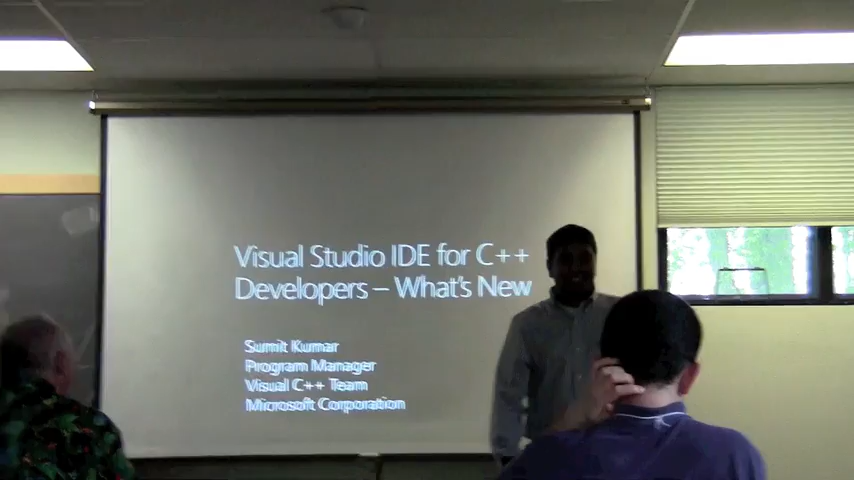 Visual Studio IDE for C++
Developers – What's New
Sumit Kumar
Program Manager
Visual C++ Team
Microsoft Corporation